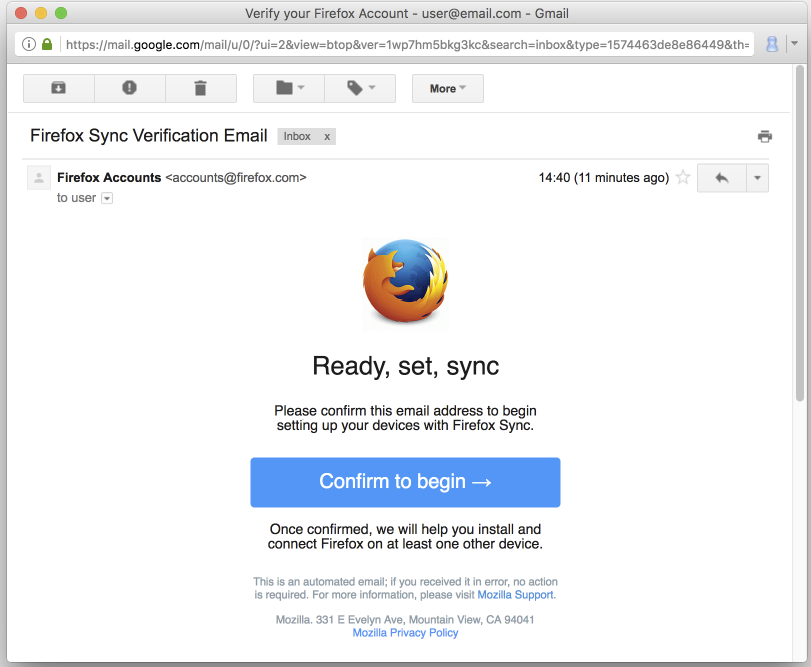 Verify your Firefox Account - user@email.com - Gmail
https://mail.google.com/mail/u/0/?ui=2&view=btop&ver=1wp7hm5bkg3kc&search=inbox&type=1574463de8e86449&th=
More
Firefox Sync Verification Email Inbox x
Firefox Accounts <accounts@firefox.com> 14:40 (11 minutes ago)
to user
Ready, set, sync
Please confirm this email address to begin
setting up your devices with Firefox Sync.
Confirm to begin →
Once confirmed, we will help you install and
connect Firefox on at least one other device.
This is an automated email; if you received it in error, no action
is required. For more information, please visit Mozilla Support.
Mozilla. 331 E Evelyn Ave, Mountain View, CA 94041
Mozilla Privacy Policy